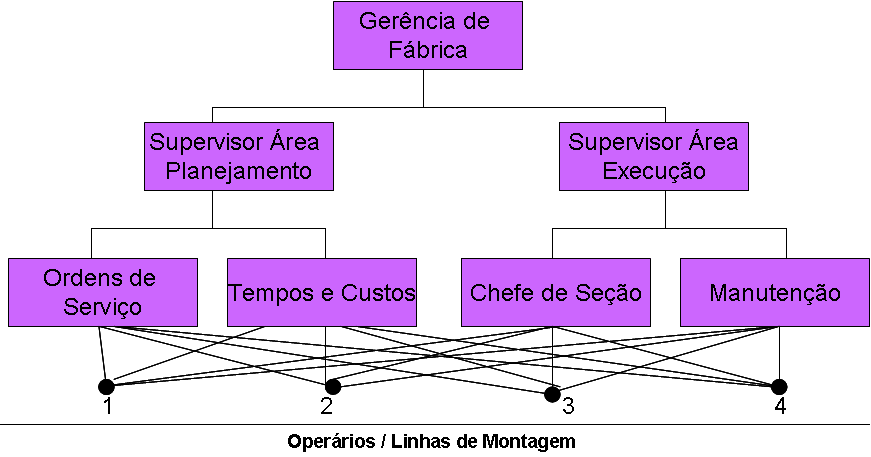 Gerência de
Fábrica
Supervisor Área
Planejamento
Supervisor Área
Execução
Ordens de
Serviço
Tempos e Custos
Chefe de Seção
Manutenção
1
2
3
4
Operários / Linhas de Montagem